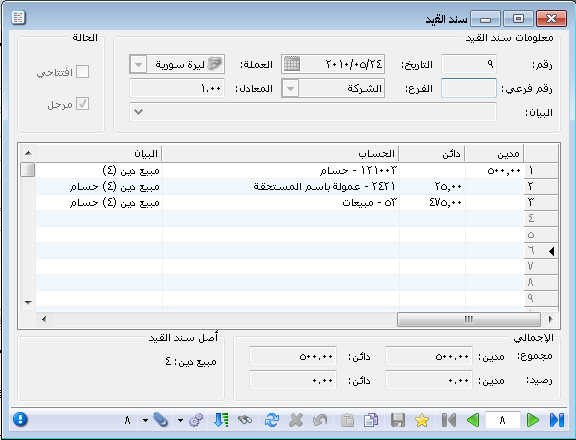 سند القيد
معلومات سند القيد
الحالة
رقم: ٩ التاريخ: ٢٠١٠/٠٥/٢٤ العملة: ليرة سورية
افتتاحي
رقم فرعي: الفرع: الشركة المعادل: ١.٠٠
مرحل
البيان:
مدين دائن الحساب البيان
١ ٥٠٠,٠٠ ١٢١٠٠٣ - حسام مبيع دين (٤)
٢ ٢٥,٠٠ ٢٤٢١ - عمولة باسم المستحقة مبيع دين (٤) حسام
٣ ٤٧٥,٠٠ ٥٣ - مبيعات مبيع دين (٤) حسام
٤
٥
٦
٧
٨
٩
الإجمالي
أصل سند القيد
مجموع: مدين: ٥٠٠.٠٠ دائن: ٥٠٠.٠٠
مبيع دين: ٤
رصيد: مدين: ٠.٠٠ دائن: ٠.٠٠
٨ ٨